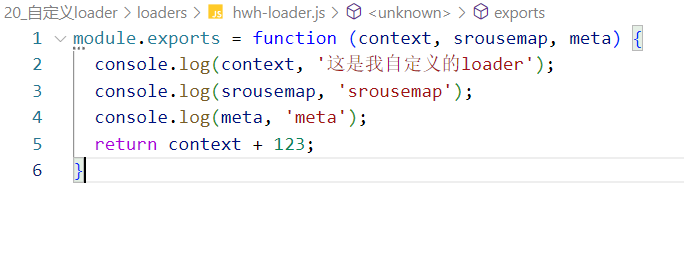 20_自定义loader > loaders > JS hwh-loader.js > <unknown> > exports
1 module.exports = function (context, srousemap, meta) {
2 console.log(context, '这是我自定义的loader');
3 console.log(srousemap, 'srousemap');
4 console.log(meta, 'meta');
5 return context + 123;
6 }